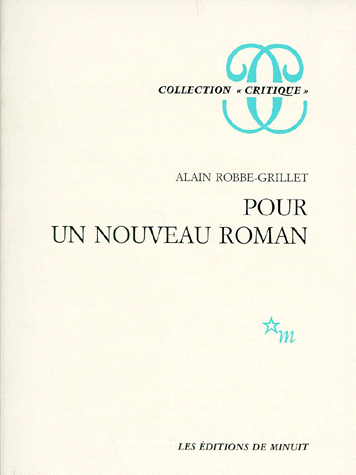 COLLECTION « CRITIQUE »
ALAIN ROBBE-GRILLET
POUR
UN NOUVEAU ROMAN
m
LES ÉDITIONS DE MINUIT